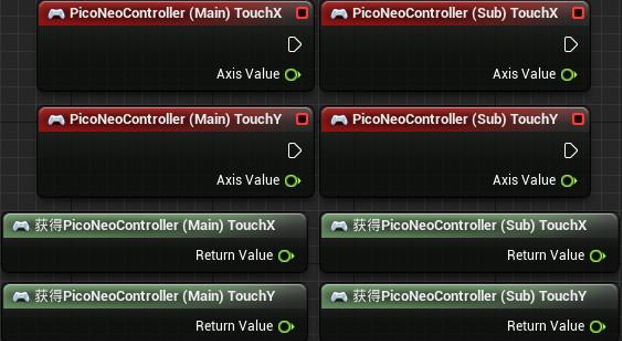 PicoNeoController (Main) TouchX
PicoNeoController (Sub) TouchX
Axis Value
Axis Value
PicoNeoController (Main) TouchY
PicoNeoController (Sub) TouchY
Axis Value
Axis Value
获得PicoNeoController (Main) TouchX
获得PicoNeoController (Sub) TouchX
Return Value
Return Value
获得PicoNeoController (Main) TouchY
获得PicoNeoController (Sub) TouchY
Return Value
Return Value